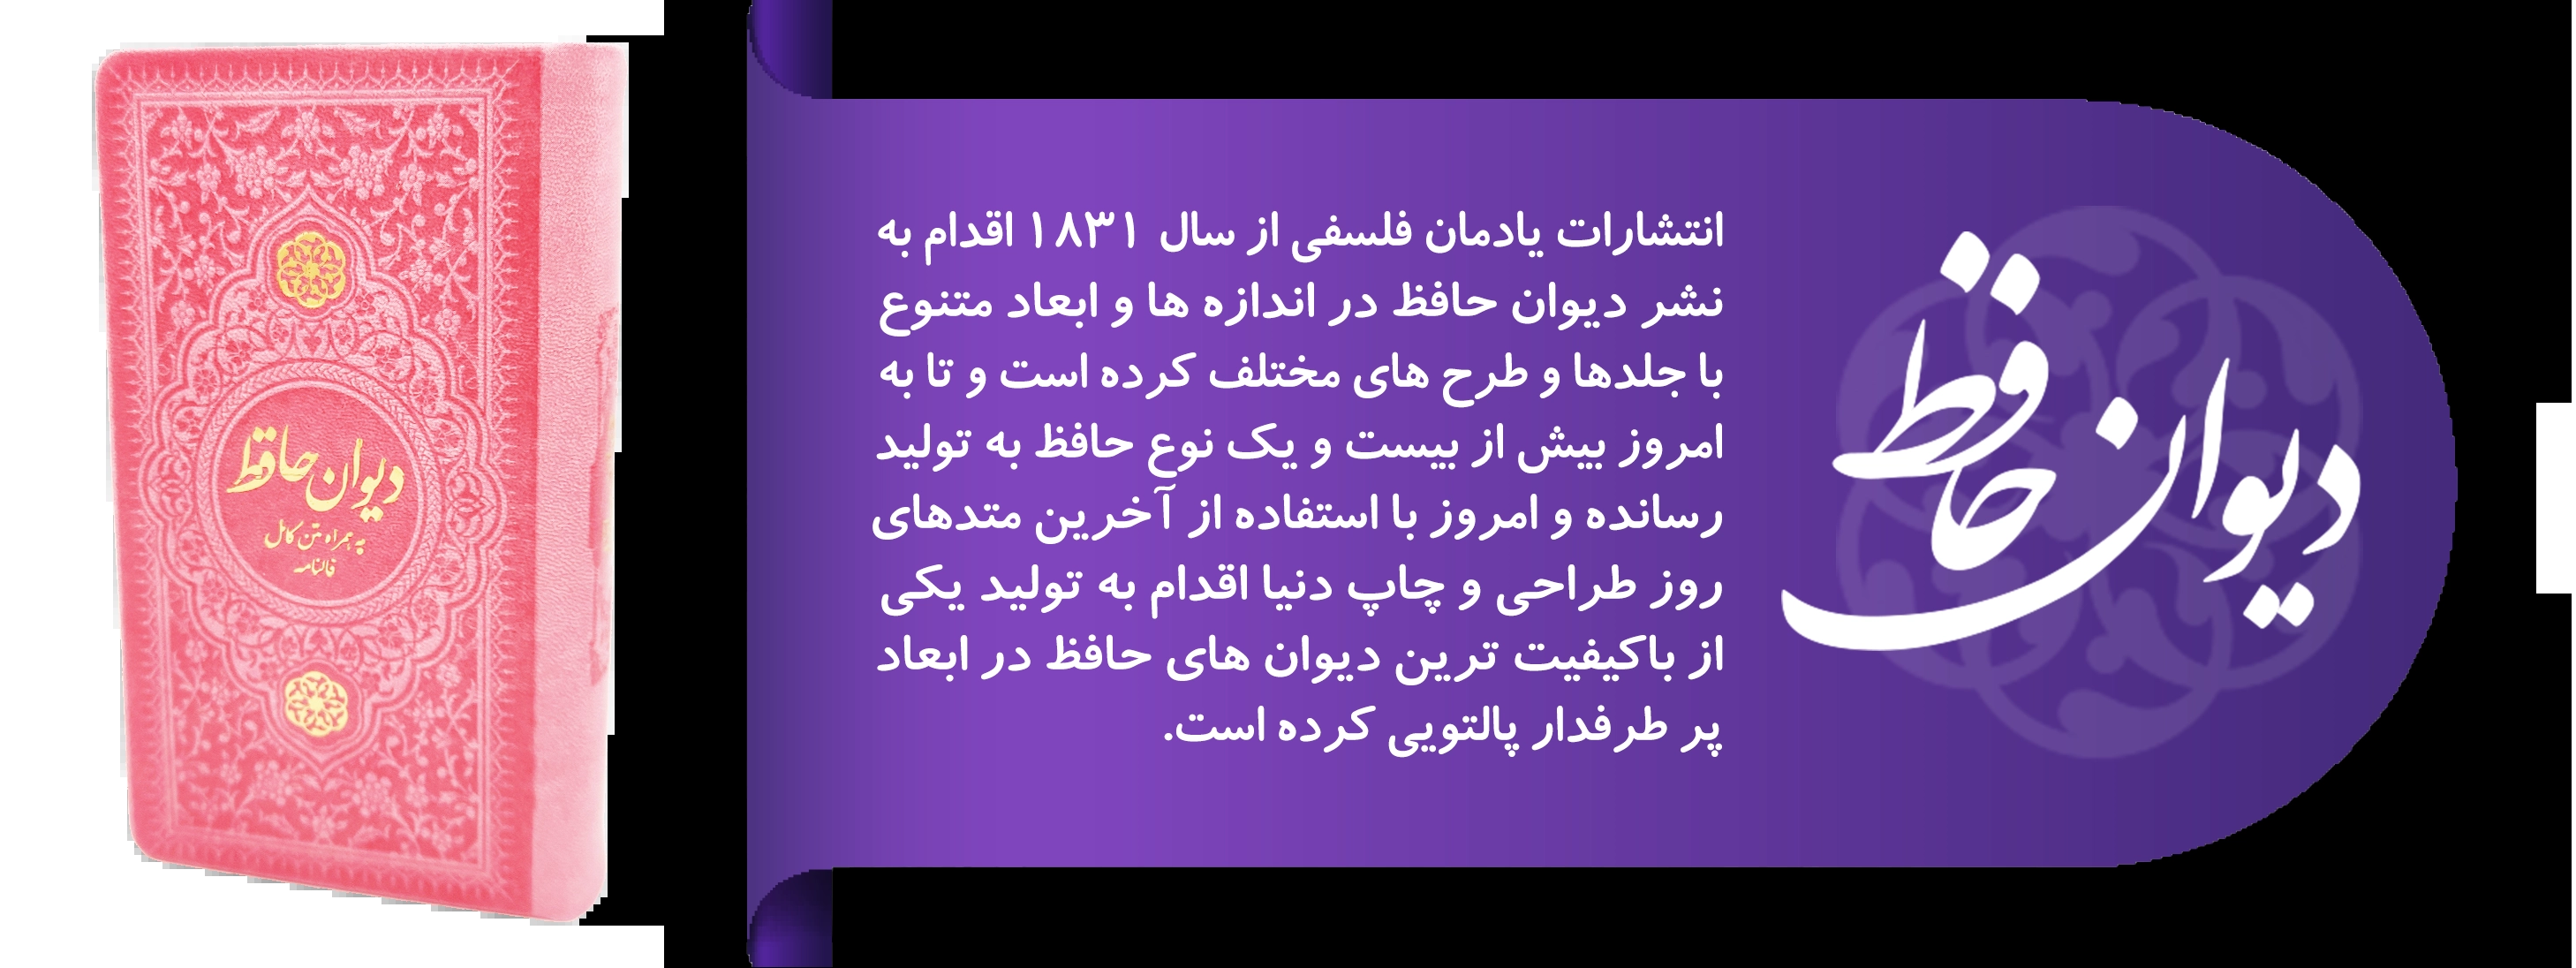 دیوان حافظ
انتشارات یادمان فلسفی از سال ۱۸۳۱ اقدام به
نشر دیوان حافظ در اندازه ها و ابعاد متنوع
با جلدها و طرح های مختلف کرده است و تا به
امروز بیش از بیست و یک نوع حافظ به تولید
رسانده و امروز با استفاده از آخرین متدهای
روز طراحی و چاپ دنیا اقدام به تولید یکی
از باکیفیت ترین دیوان های حافظ در ابعاد
پر طرفدار پالتویی کرده است.
دیوان حافظ
به همراه متن کامل
فالنامه